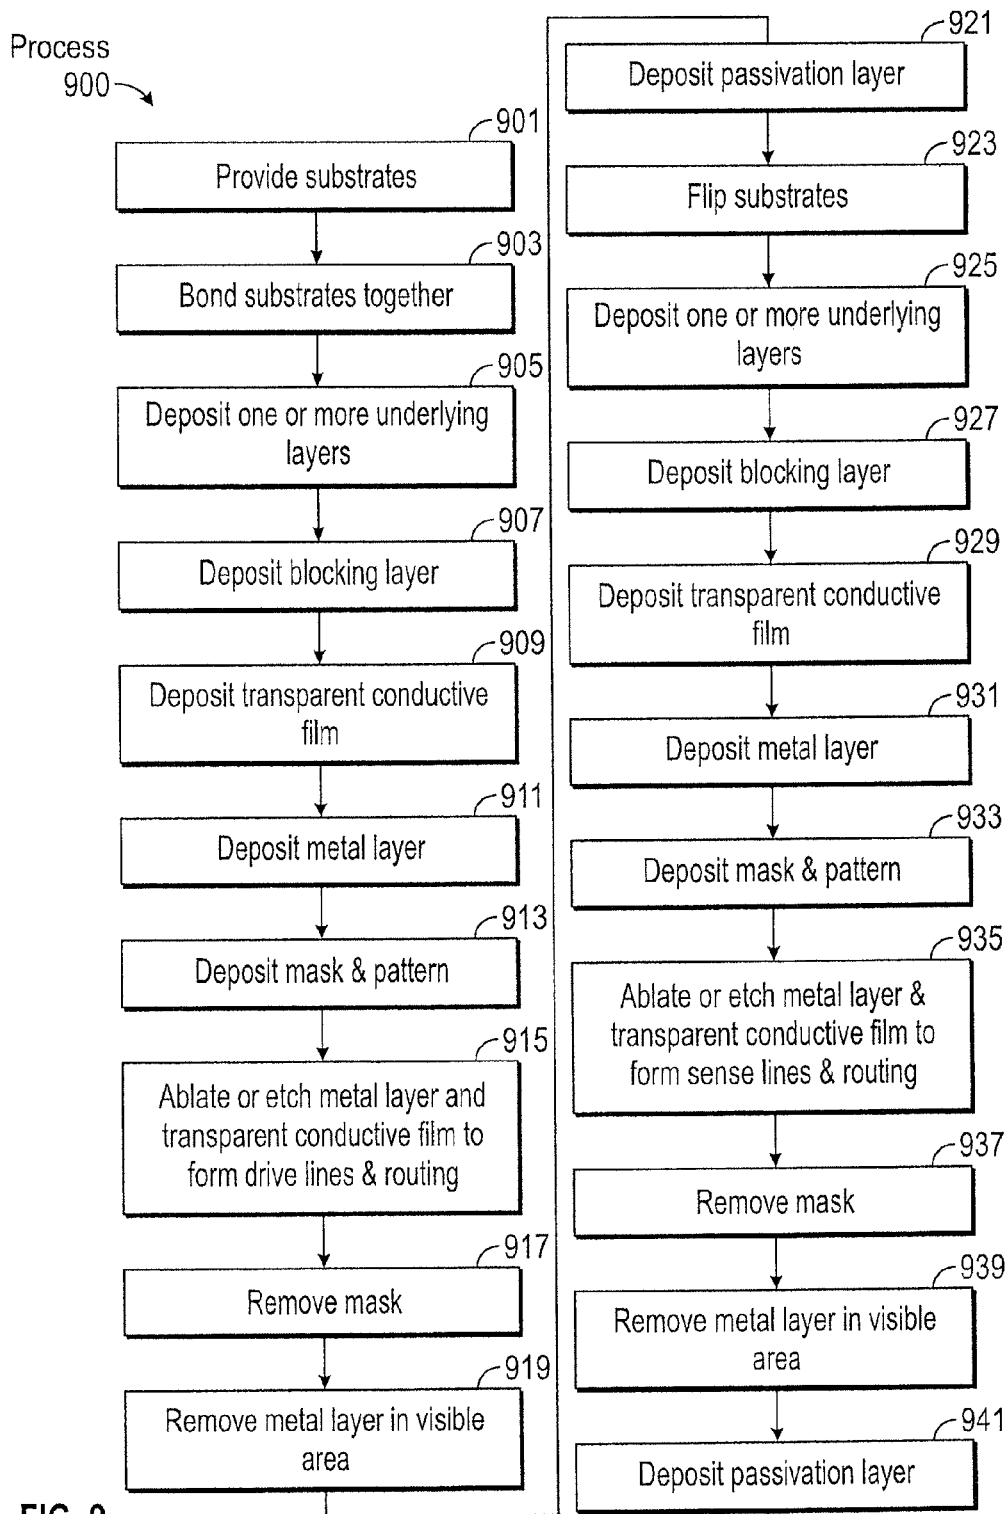 Process
900
901
Provide substrates
903
Bond substrates together
905
Deposit one or more underlying
layers
907
Deposit blocking layer
909
Deposit transparent conductive
film
911
Deposit metal layer
913
Deposit mask & pattern
915
Ablate or etch metal layer and
transparent conductive film to
form drive lines & routing
917
Remove mask
919
Remove metal layer in visible
area
921
Deposit passivation layer
923
Flip substrates
925
Deposit one or more underlying
layers
927
Deposit blocking layer
929
Deposit transparent conductive
film
931
Deposit metal layer
933
Deposit mask & pattern
935
Ablate or etch metal layer &
transparent conductive film to
form sense lines & routing
937
Remove mask
939
Remove metal layer in visible
area
941
Deposit passivation layer
FIG. 9